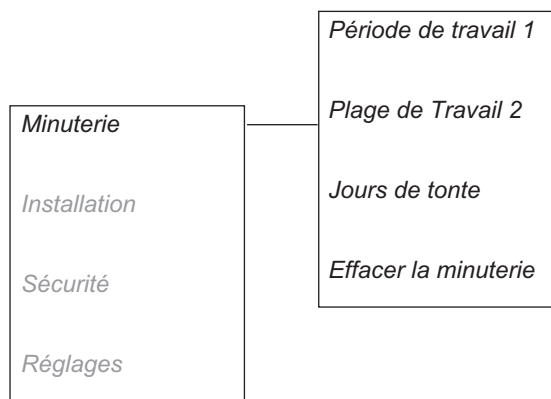 Minuterie
Installation
Sécurité
Réglages
Période de travail 1
Plage de Travail 2
Jours de tonte
Effacer la minuterie